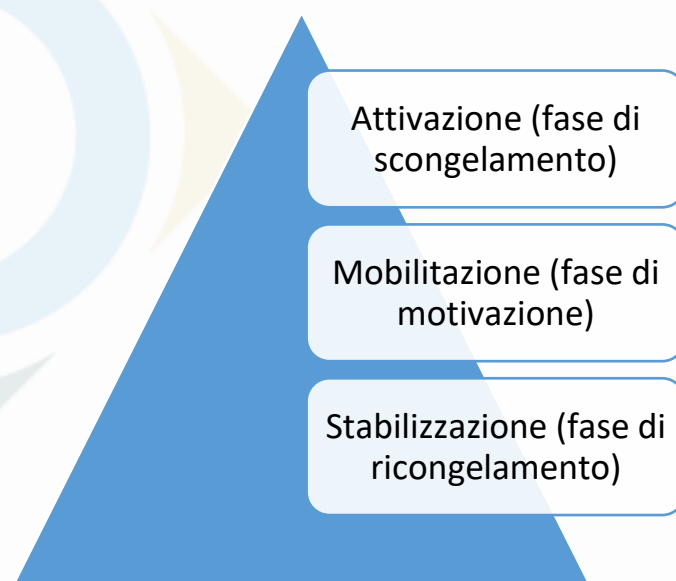 Attivazione (fase di
scongelamento)
Mobilitazione (fase di
motivazione)
Stabilizzazione (fase di
ricongelamento)